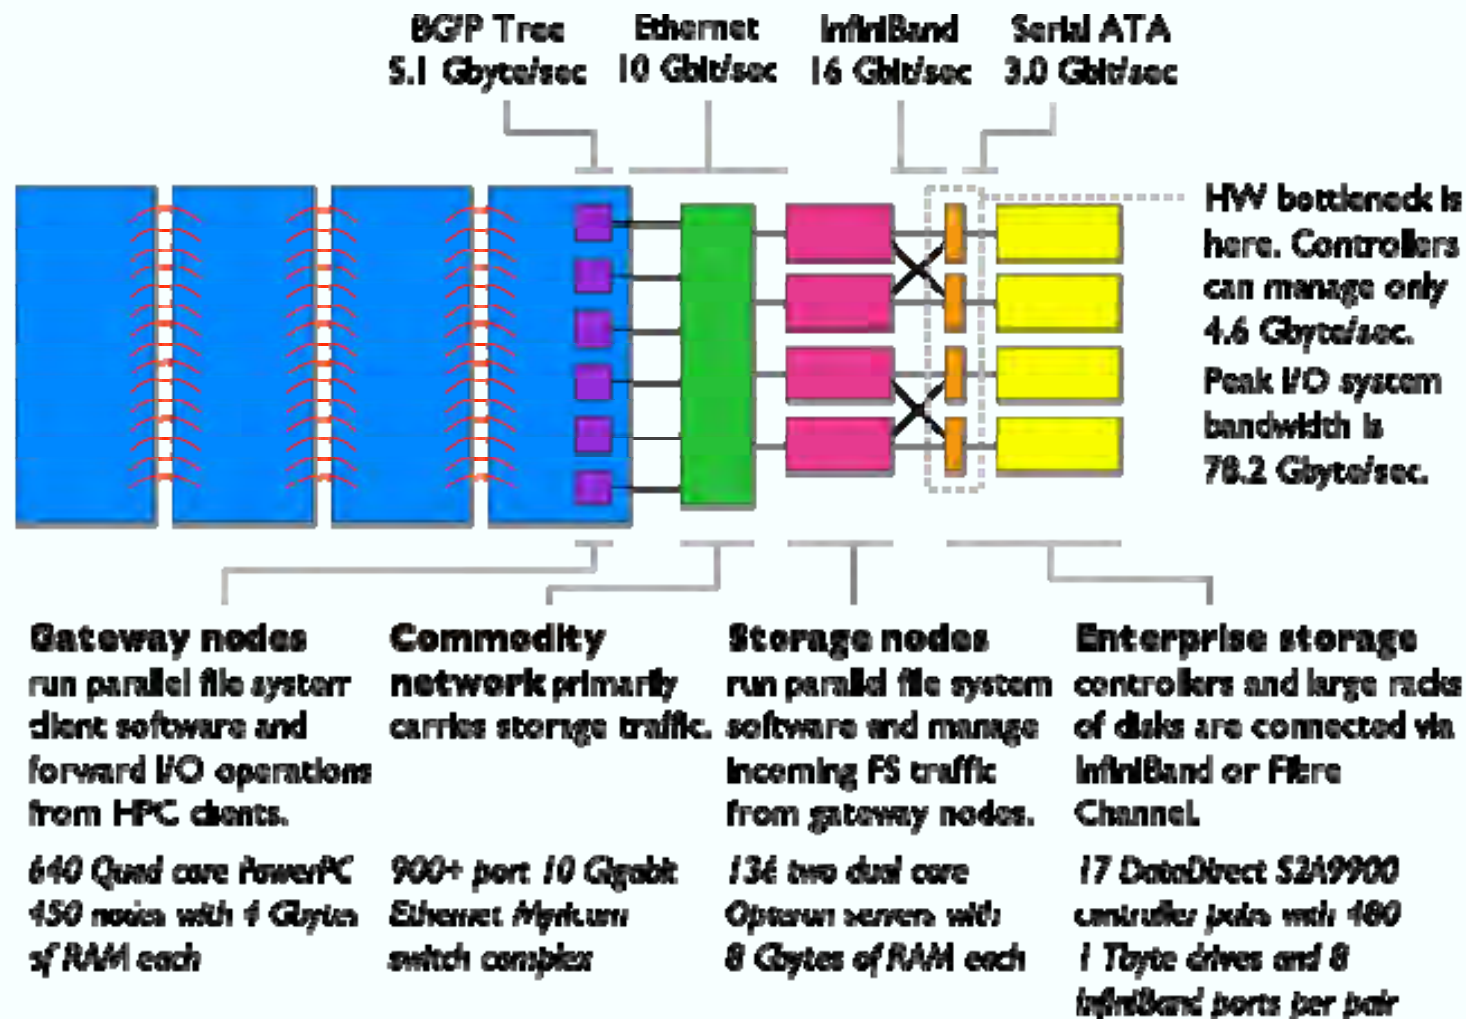 BG/P Tree
5.1 Gbyte/sec
Ethernet
10 Gbit/sec
InfiniBand
16 Gbit/sec
Serial ATA
3.0 Gbit/sec
HW bottleneck is
here. Controllers
can manage only
4.6 Gbyte/sec.
Peak I/O system
bandwidth is
78.2 Gbyte/sec.
Gateway nodes
run parallel file system
client software and
forward I/O operations
from HPC clients.
640 Quad core PowerPC
450 nodes with 4 Gbytes
of RAM each
Commodity
network primarily
carries storage traffic.
900+ port 10 Gigabit
Ethernet Myricom
switch complex
Storage nodes
run parallel file system
software and manage
incoming FS traffic
from gateway nodes.
136 two dual core
Opteron servers with
8 Gbytes of RAM each
Enterprise storage
controllers and large racks
of disks are connected via
InfiniBand or Fibre
Channel.
17 DataDirect S2A9900
controller pairs with 480
1 Tbyte drives and 8
InfiniBand ports per pair